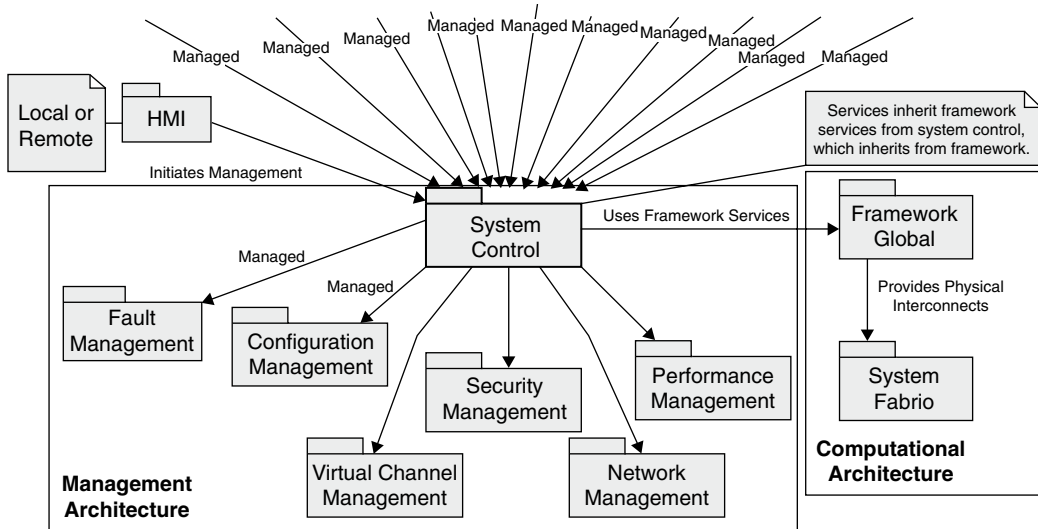 Managed
Managed
Managed
Managed
Managed
Managed
Managed
Managed
Managed
Managed
Managed
Local or
Remote
HMI
Services inherit framework
services from system control,
which inherits from framework.
Initiates Management
System
Control
Uses Framework Services
Framework
Global
Managed
Managed
Provides Physical
Interconnects
Fault
Management
Configuration
Management
Security
Management
Performance
Management
System
Fabrio
Virtual Channel
Management
Network
Management
Management
Architecture
Computational
Architecture